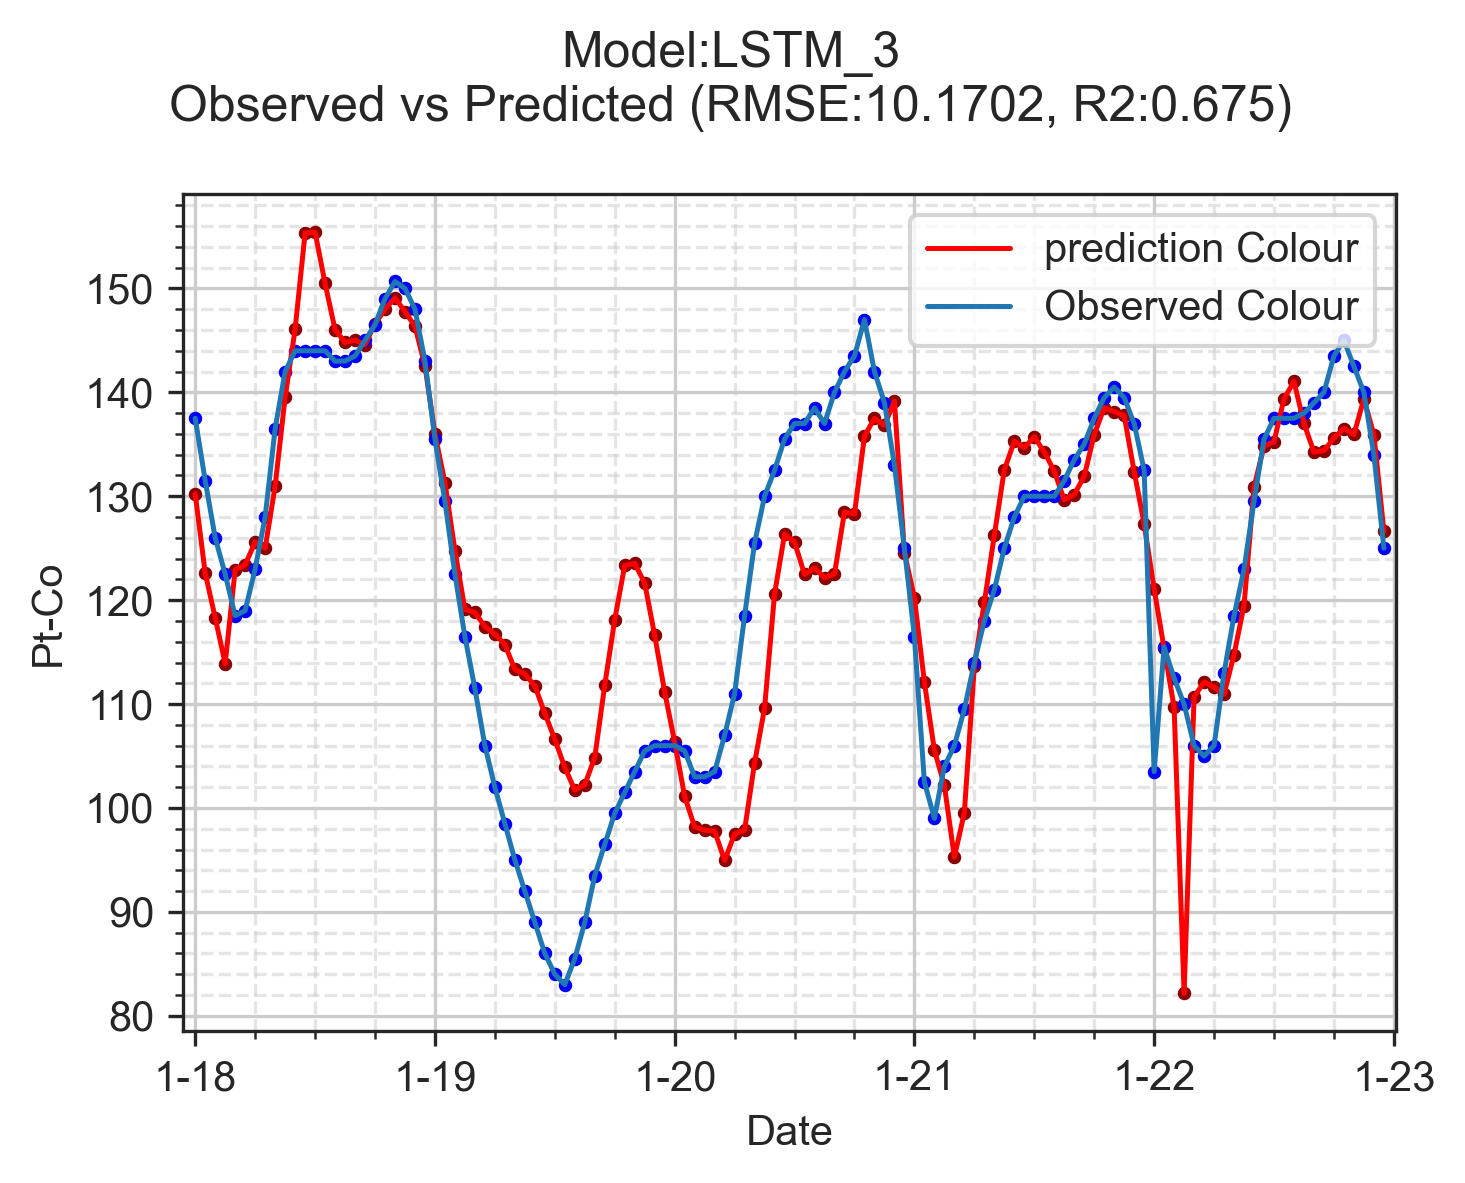 Model:LSTM_3
Observed vs Predicted (RMSE:10.1702, R2:0.675)
prediction Colour
Observed Colour
150
140
130
120
110
100
90
80
Pt-Co
1-18 1-19 1-20 1-21 1-22 1-23
Date